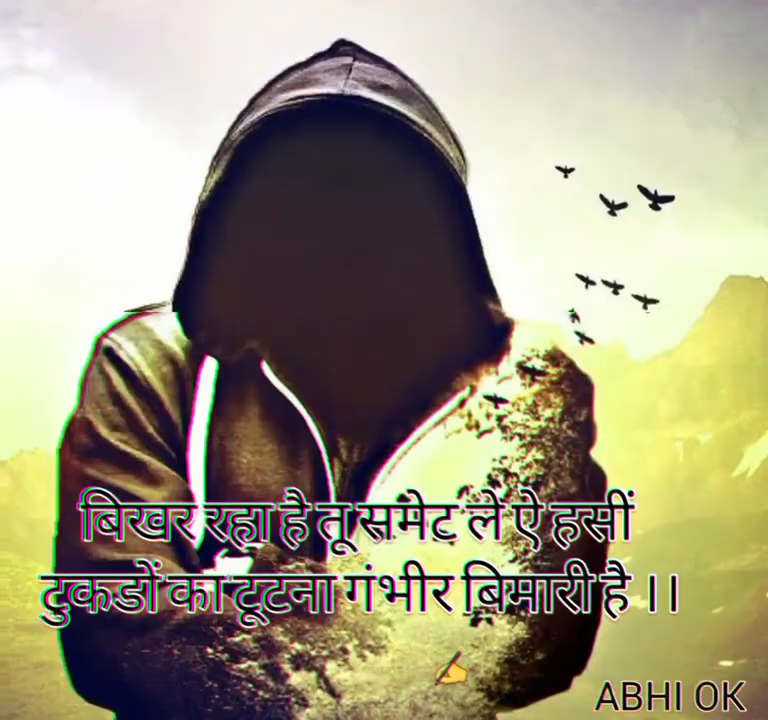 बिखर रहा है तू समेट ले ऐ हसीं
टुकडों का टूटना गंभीर बिमारी है ।।
✍
ABHI OK